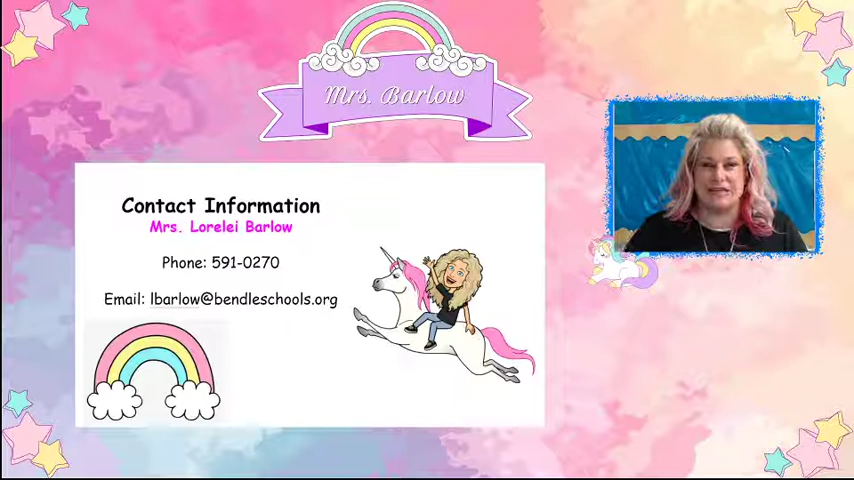 Mrs. Barlow
Contact Information
Mrs. Lorelei Barlow
Phone: 591-0270
Email: lbarlow@bendleschools.org